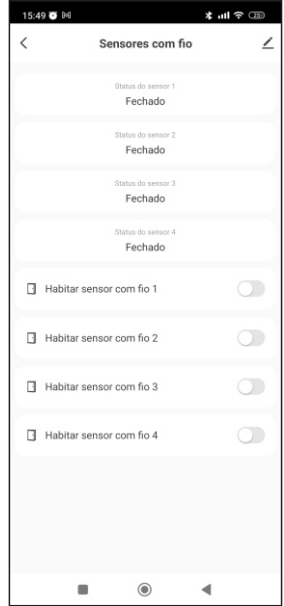 15:49
Sensores com fio
Status do sensor 1
Fechado
Status do sensor 2
Fechado
Status do sensor 3
Fechado
Status do sensor 4
Fechado
Habitar sensor com fio 1
Habitar sensor com fio 2
Habitar sensor com fio 3
Habitar sensor com fio 4